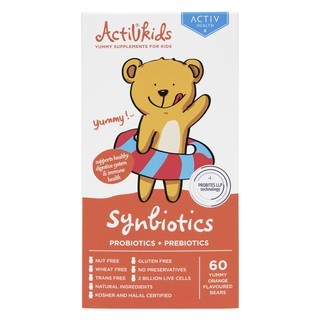 ActiVkids
YUMMY SUPPLEMENTS FOR KIDS
ACTIV
HEALTH
yummy!
supports healthy
digestive system
& immune
health
PROBITES LLP
technology
Synbiotics
PROBIOTICS + PREBIOTICS
NUT FREE
WHEAT FREE
TRANS FREE
NATURAL INGREDIENTS
KOSHER AND HALAL CERTIFIED
GLUTEN FREE
NO PRESERVATIVES
2 BILLION LIVE CELLS
60
YUMMY
ORANGE
FLAVOURED
BEARS